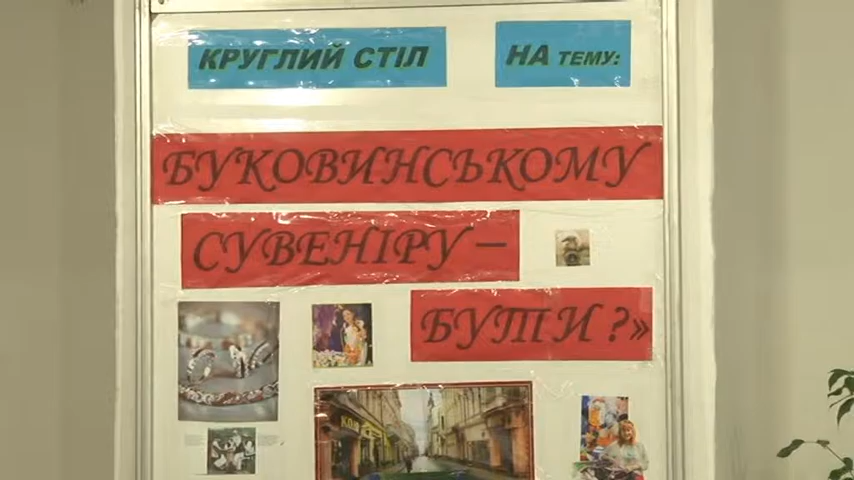 КРУГЛИЙ СТІЛ НА ТЕМУ:
БУКОВИНСЬКОМУ
СУВЕНІРУ –
БУТИ?»